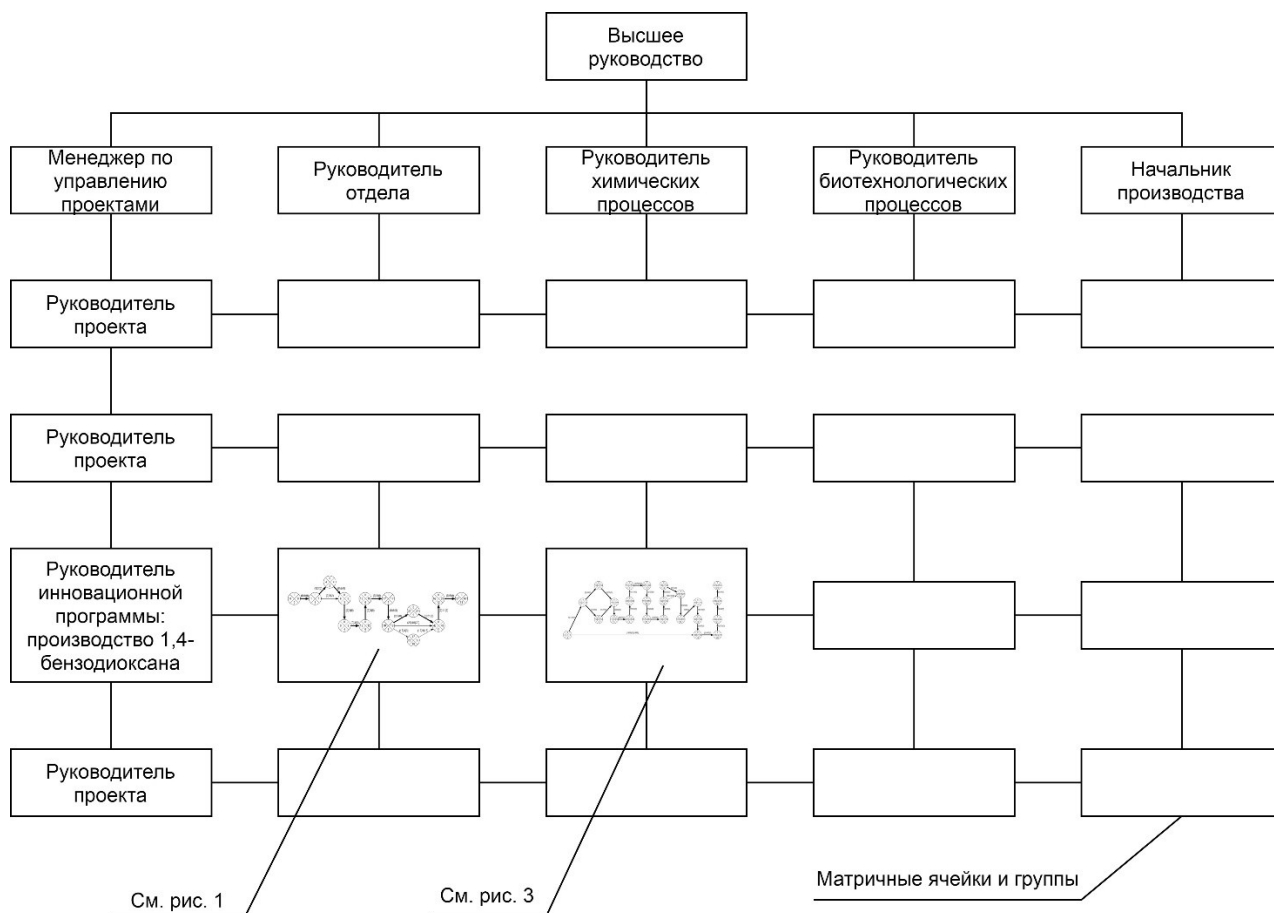 Высшее
руководство
Менеджер по
управлению
проектами
Руководитель
отдела
Руководитель
химических
процессов
Руководитель
биотехнологических
процессов
Начальник
производства
Руководитель
проекта
Руководитель
проекта
Руководитель
инновационной
программы:
производство 1,4-
бензодиоксана
Руководитель
проекта
См. рис. 1
См. рис. 3
Матричные ячейки и группы